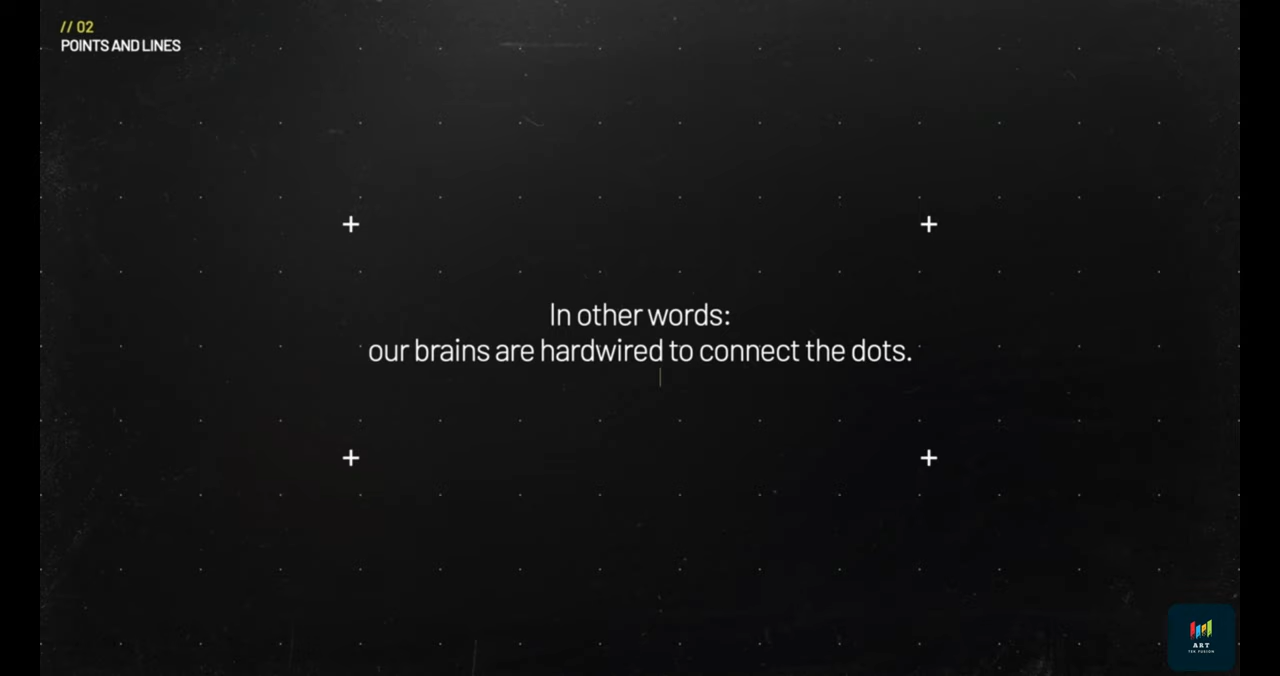 // 02
POINTS AND LINES
In other words:
our brains are hardwired to connect the dots.
ART